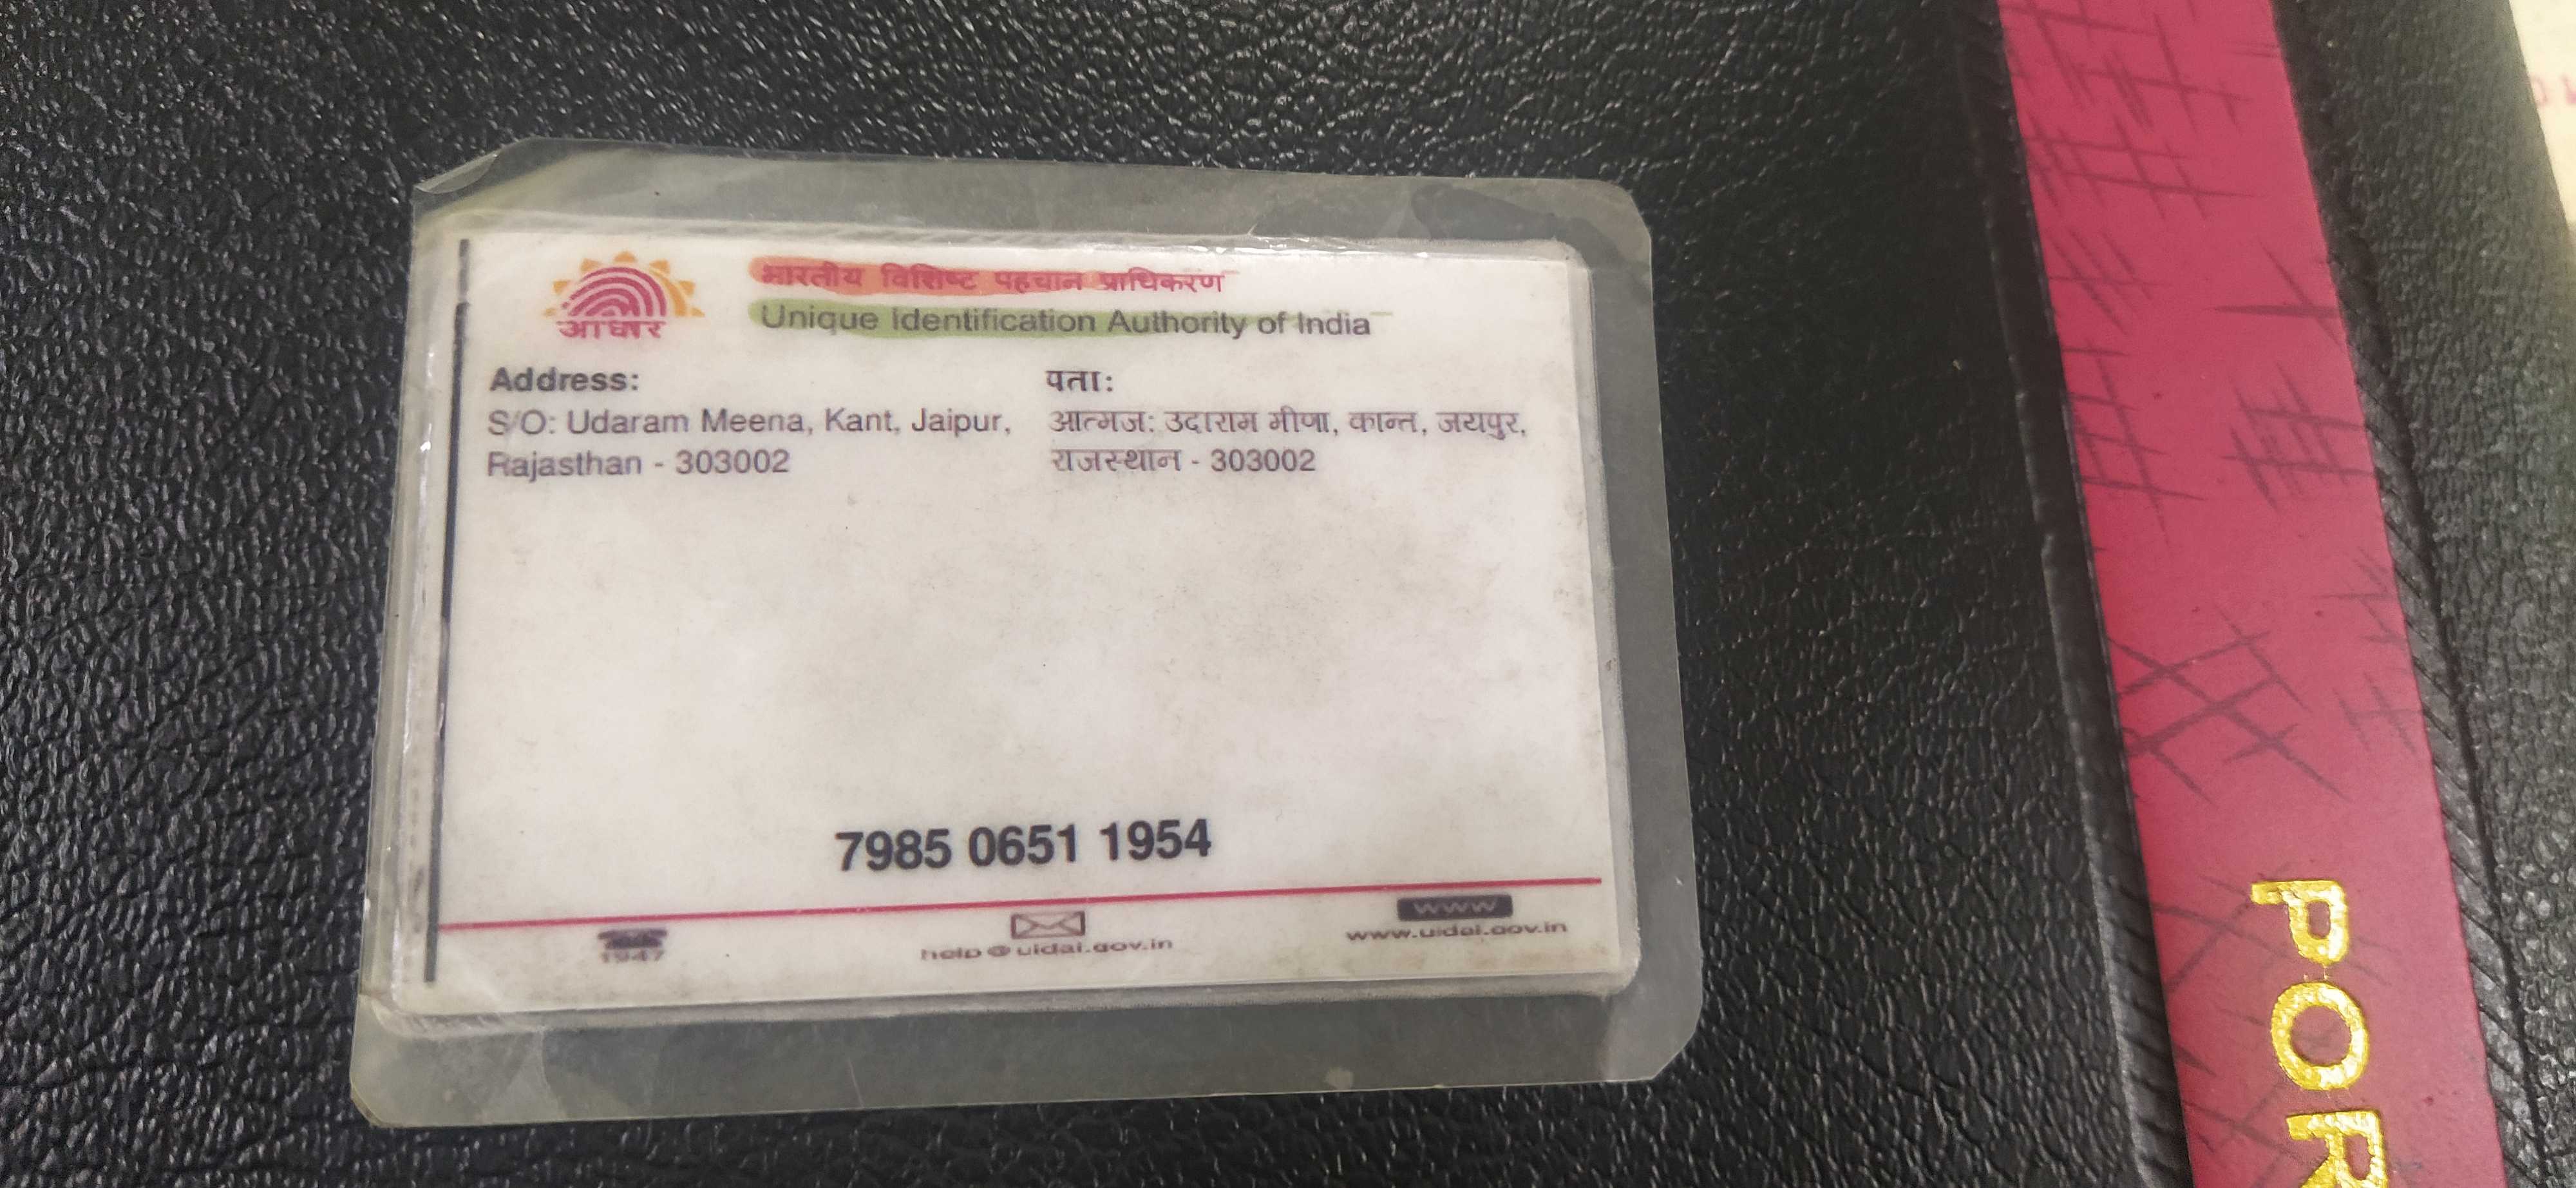 आधार
भारतीय विशिष्ट पहचान प्राधिकरण
Unique Identification Authority of India
Address:
S/O: Udaram Meena, Kant, Jaipur,
Rajasthan - 303002
पता:
आत्मज: उदाराम मीणा, कान्त, जयपुर,
राजस्थान - 303002
7985 0651 1954
1947
help@uidai.gov.in
www
www.uidai.gov.in
POR